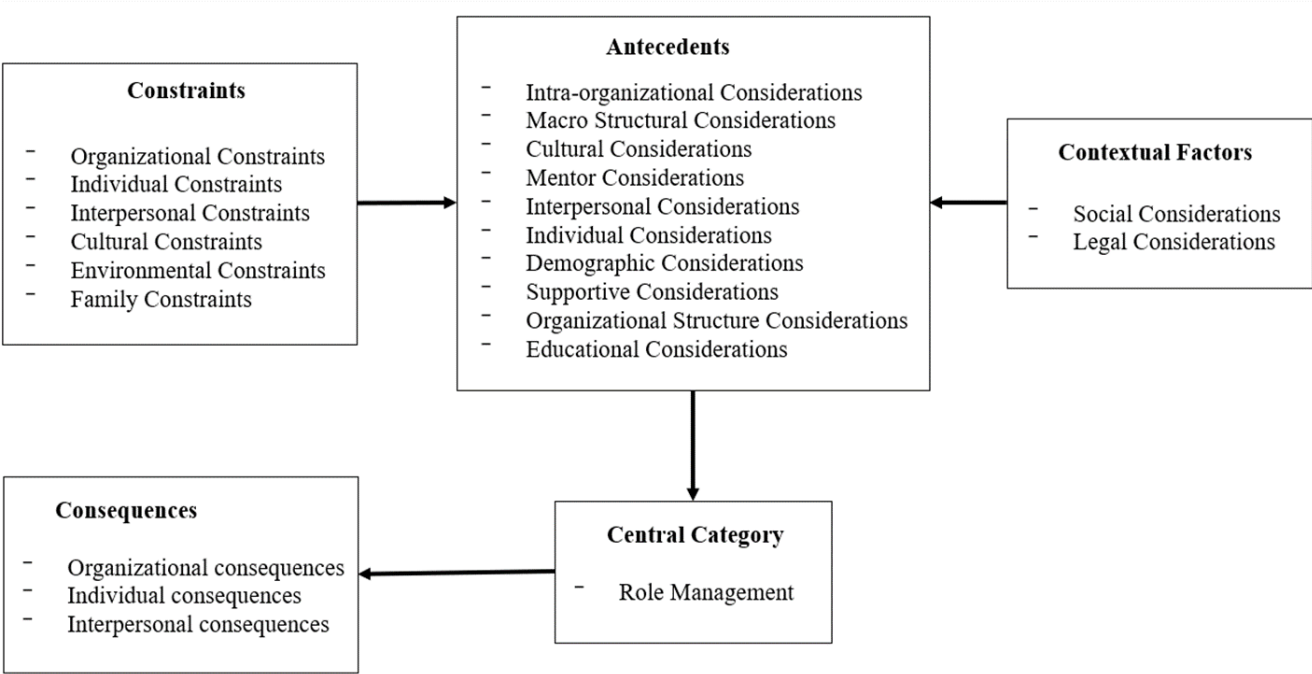 Constraints
- Organizational Constraints
- Individual Constraints
- Interpersonal Constraints
- Cultural Constraints
- Environmental Constraints
- Family Constraints
Antecedents
- Intra-organizational Considerations
- Macro Structural Considerations
- Cultural Considerations
- Mentor Considerations
- Interpersonal Considerations
- Individual Considerations
- Demographic Considerations
- Supportive Considerations
- Organizational Structure Considerations
- Educational Considerations
Contextual Factors
- Social Considerations
- Legal Considerations
Consequences
- Organizational consequences
- Individual consequences
- Interpersonal consequences
Central Category
- Role Management